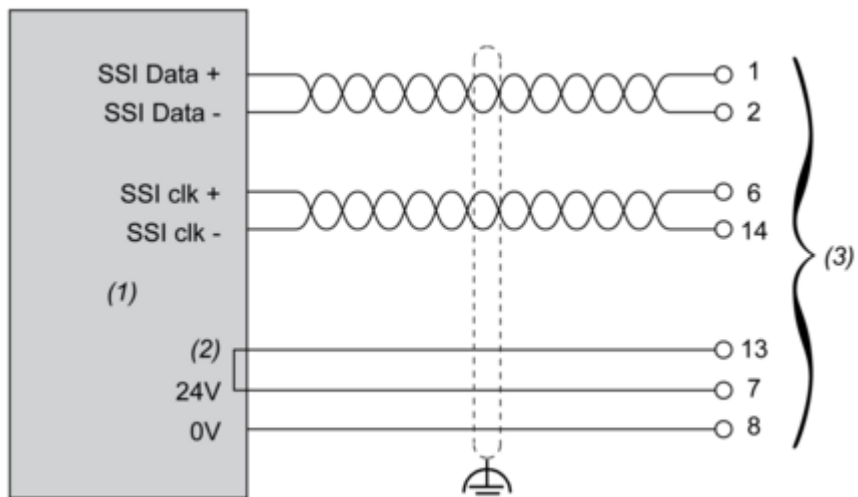 SSI Data + 1
SSI Data - 2
SSI clk + 6
SSI clk - 14
(1) (3)
(2) 13
24V 7
0V 8